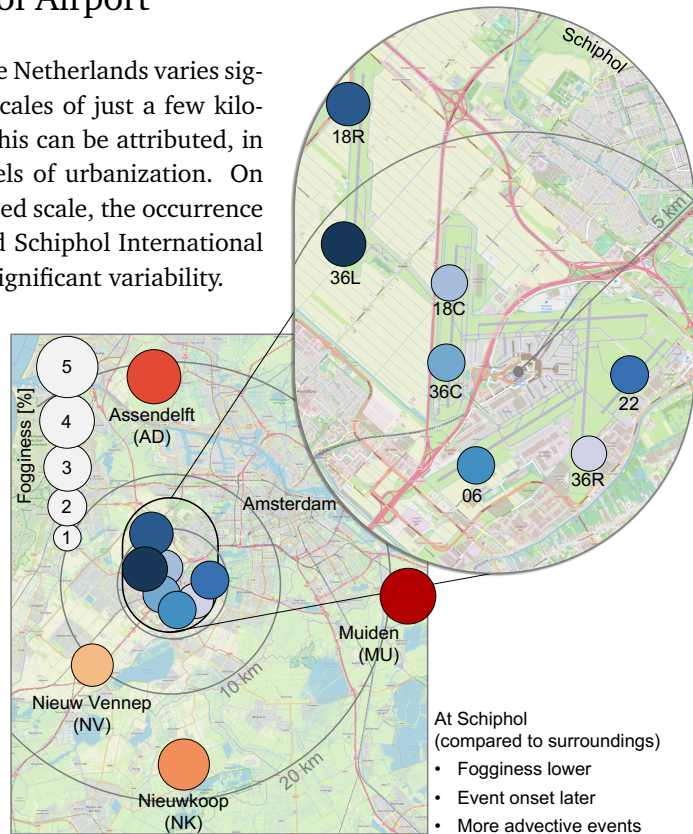 ol Airport
e Netherlands varies sig-
cales of just a few kilo-
his can be attributed, in
els of urbanization. On
ed scale, the occurrence
d Schiphol International
ignificant variability.
Schiphol
18R
5 km
36L
18C
36C
22
06
36R
Fogginess [%]
5
4
3
2
1
Assendelft
(AD)
Amsterdam
Muiden
(MU)
10 km
Nieuw Vennep
(NV)
20 km
Nieuwkoop
(NK)
At Schiphol
(compared to surroundings)
• Fogginess lower
• Event onset later
• More advective events